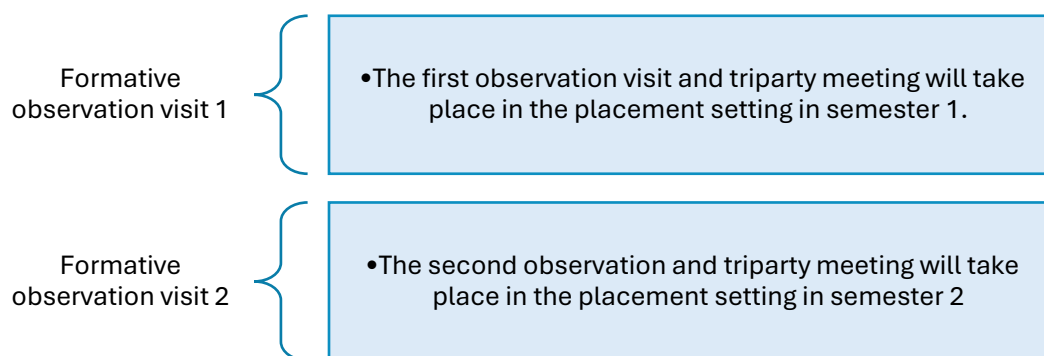 Formative
observation visit 1
•The first observation visit and triparty meeting will take
place in the placement setting in semester 1.
Formative
observation visit 2
•The second observation and triparty meeting will take
place in the placement setting in semester 2